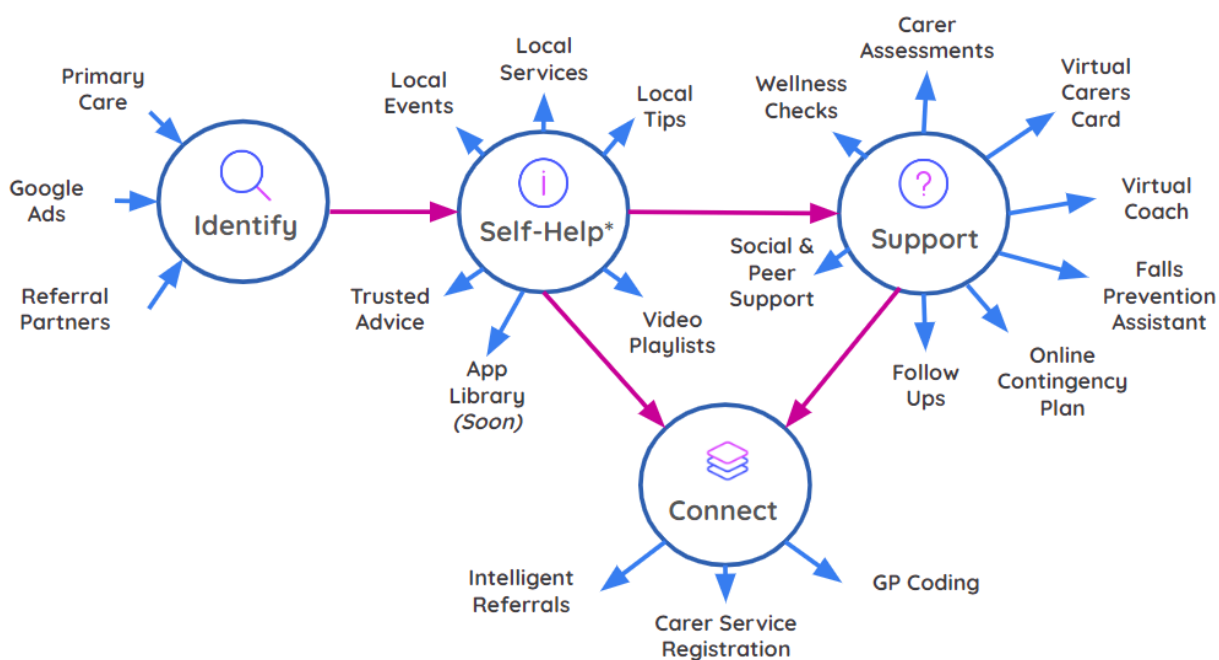 Primary
Care
Google
Ads
Referral
Partners
Identify
Local
Events
Local
Services
Local
Tips
Self-Help*
Trusted
Advice
App
Library
(Soon)
Video
Playlists
Carer
Assessments
Wellness
Checks
Virtual
Carers
Card
Support
Virtual
Coach
Social &
Peer
Support
Falls
Prevention
Assistant
Follow
Ups
Online
Contingency
Plan
Connect
Intelligent
Referrals
Carer Service
Registration
GP Coding